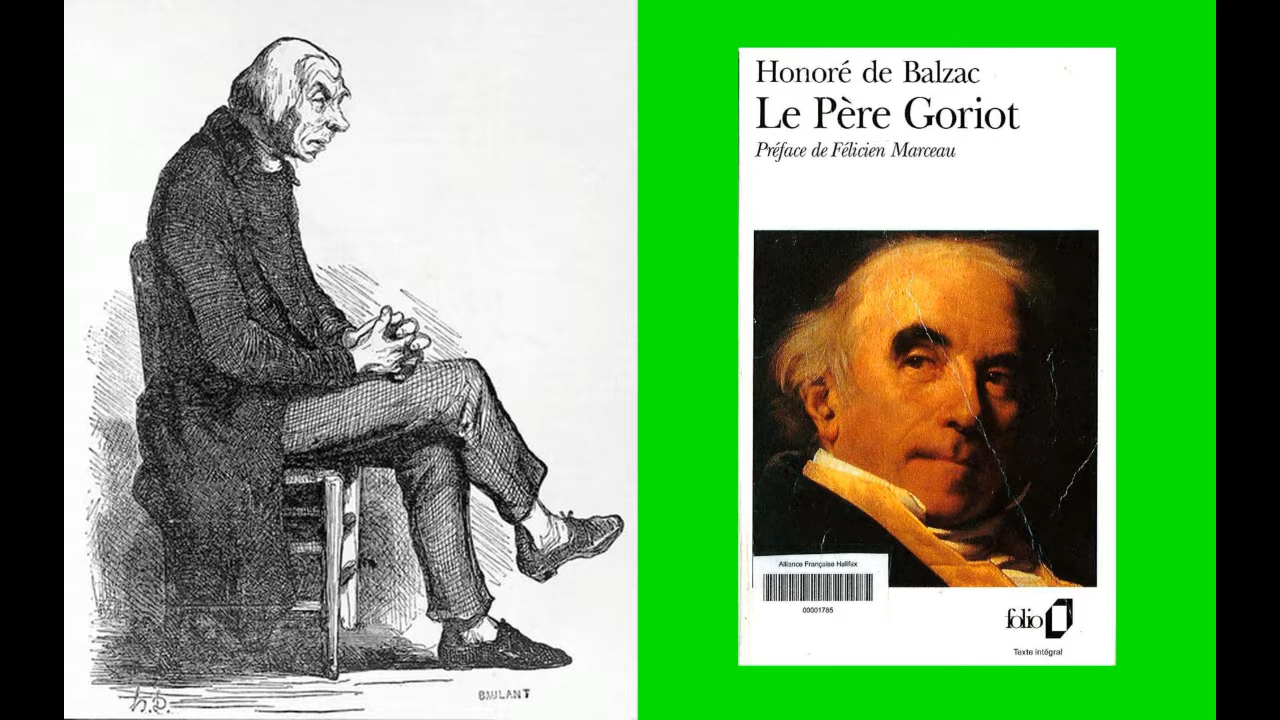 h.D.
BAULANT
Honoré de Balzac
Le Père Goriot
Préface de Félicien Marceau
Alliance Française Halifax
00001785
folio
Texte intégral